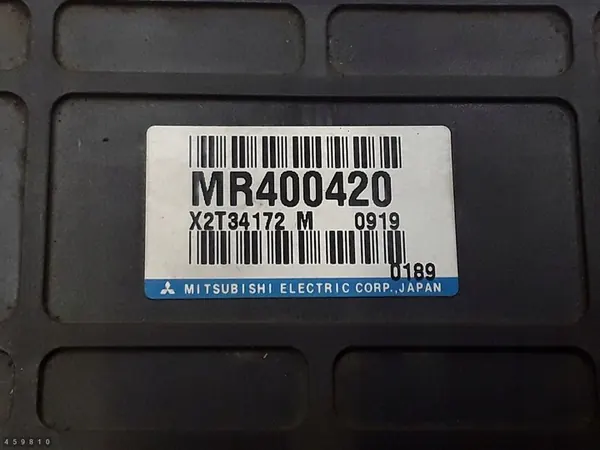 MR400420
X2T34172 M 0919
0189
MITSUBISHI ELECTRIC CORP.,JAPAN
459810